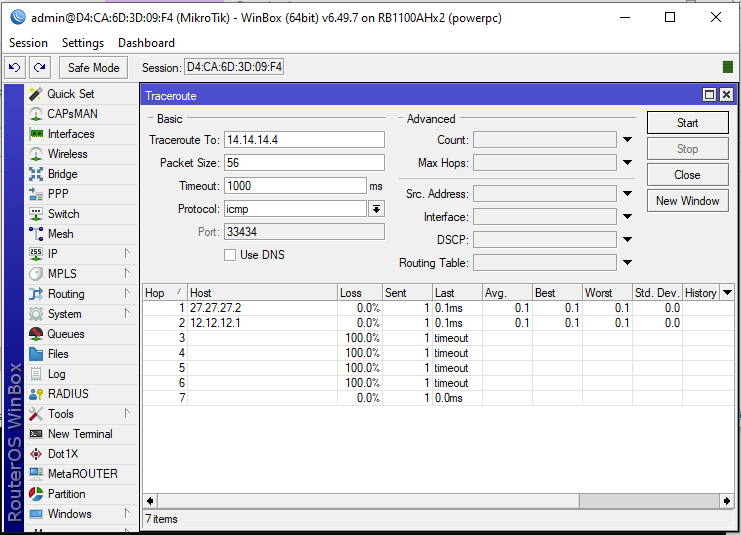 admin@D4:CA:6D:3D:09:F4 (MikroTik) - WinBox (64bit) v6.49.7 on RB1100AHx2 (powerpc)
Session Settings Dashboard
Safe Mode Session: D4:CA:6D:3D:09:F4
RouterOS WinBox
Quick Set
CAPsMAN
Interfaces
Wireless
Bridge
PPP
Switch
Mesh
IP
MPLS
Routing
System
Queues
Files
Log
RADIUS
Tools
New Terminal
Dot1X
MetaROUTER
Partition
Windows
Traceroute
Basic
Traceroute To: 14.14.14.4
Packet Size: 56
Timeout: 1000 ms
Protocol: icmp
Port: 33434
Use DNS
Advanced
Count:
Max Hops:
Src. Address:
Interface:
DSCP:
Routing Table:
Start
Stop
Close
New Window
Hop Host Loss Sent Last Avg. Best Worst Std. Dev. History
1 27.27.27.2 0.0% 1 0.1ms 0.1 0.1 0.1 0.0
2 12.12.12.1 0.0% 1 0.1ms 0.1 0.1 0.1 0.0
3 100.0% 1 timeout
4 100.0% 1 timeout
5 100.0% 1 timeout
6 100.0% 1 timeout
7 0.0% 1 0.0ms
7 items